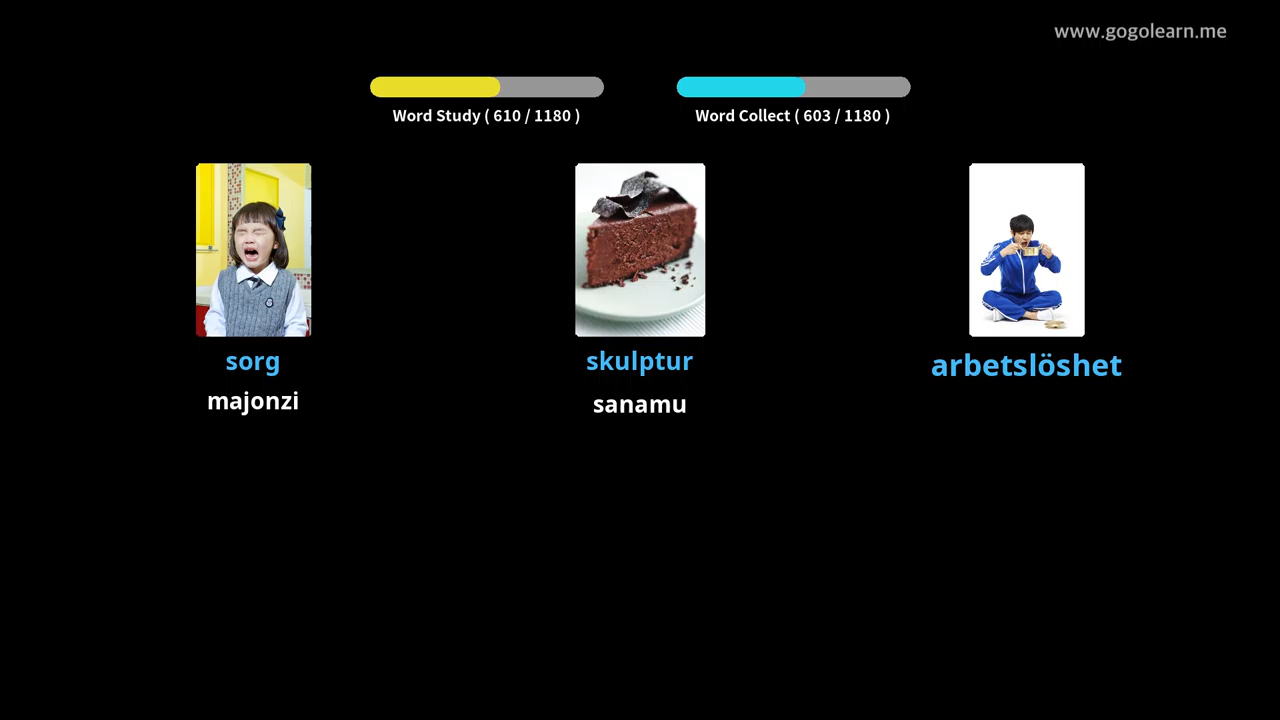 www.gogolearn.me
Word Study ( 610 / 1180 )
Word Collect ( 603 / 1180 )
sorg
majonzi
skulptur
sanamu
arbetslöshet